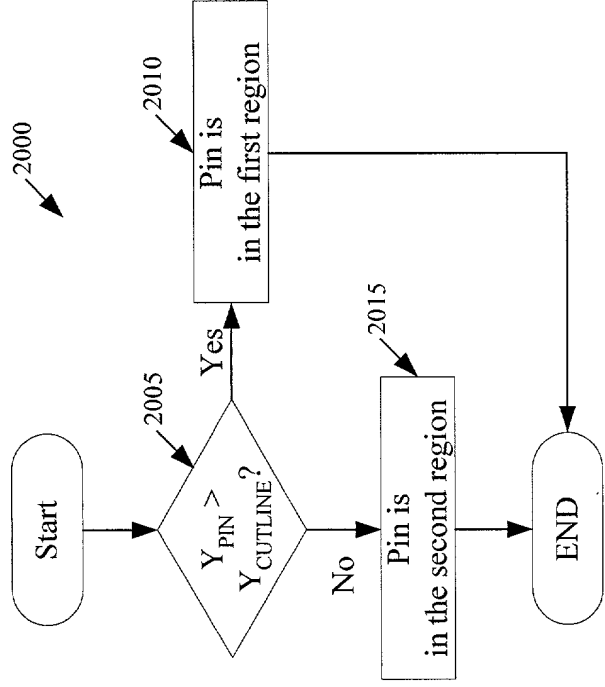 2000
Start
2005
Y_PIN >
Y_CUTLINE?
Yes
2010
Pin is
in the first region
No
2015
Pin is
in the second region
END